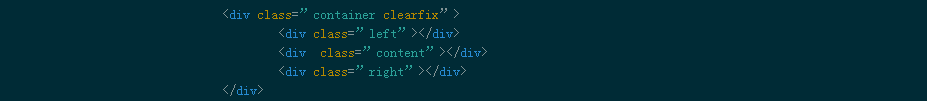 <div class=”container clearfix”>
<div class=”left”></div>
<div  class=”content”></div>
<div class=”right”></div>
</div>